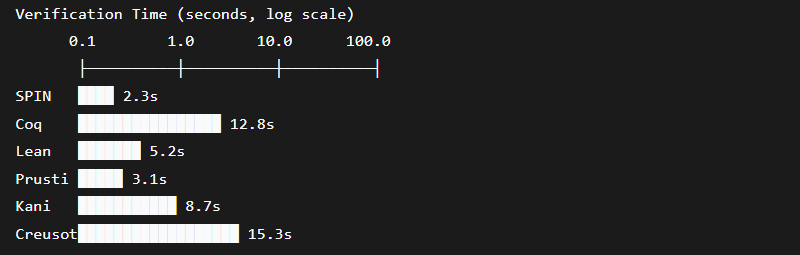 Verification Time (seconds, log scale)
0.1 1.0 10.0 100.0
SPIN 2.3s
Coq 12.8s
Lean 5.2s
Prusti 3.1s
Kani 8.7s
Creusot 15.3s